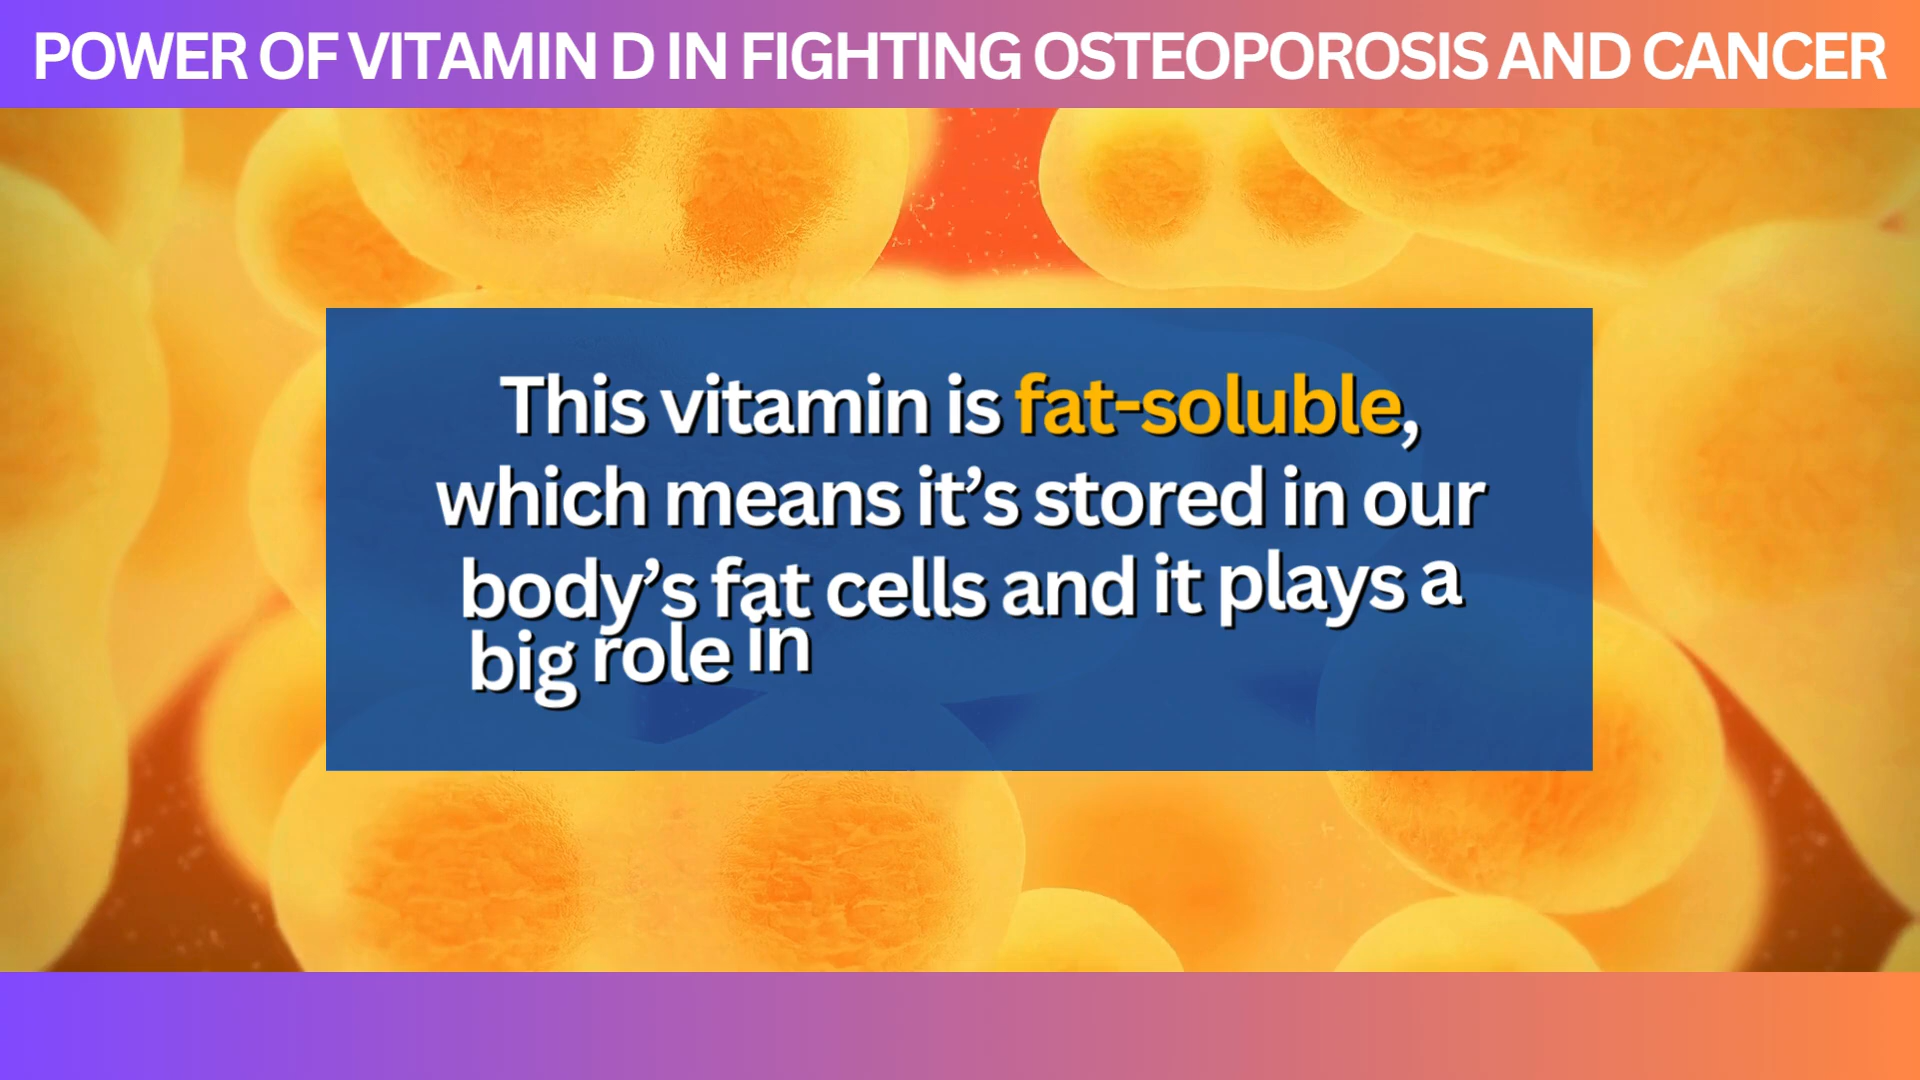 POWER OF VITAMIN D IN FIGHTING OSTEOPOROSIS AND CANCER
This vitamin is fat-soluble,
which means it’s stored in our
body’s fat cells and it plays a
big role in